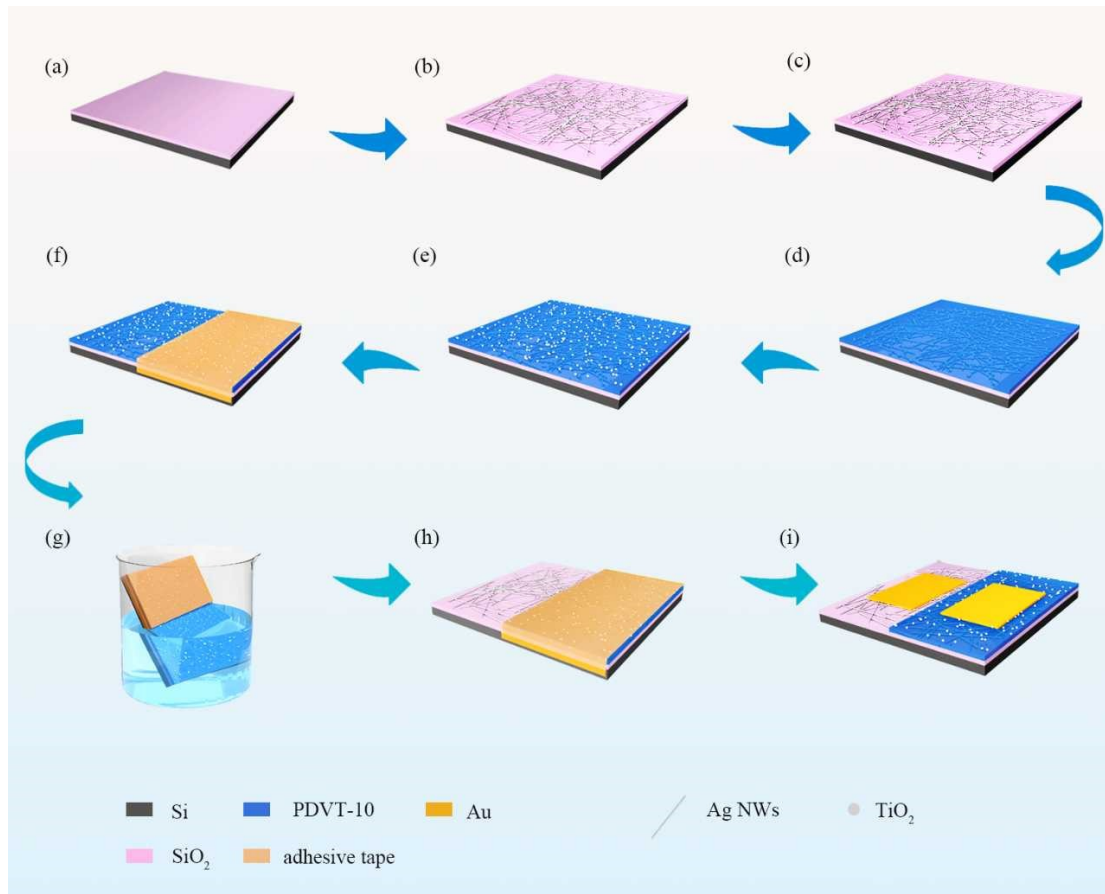 (a)
(b)
(c)
(f)
(e)
(d)
(g)
(h)
(i)
Si PDVT-10 Au Ag NWs TiO₂
SiO₂ adhesive tape